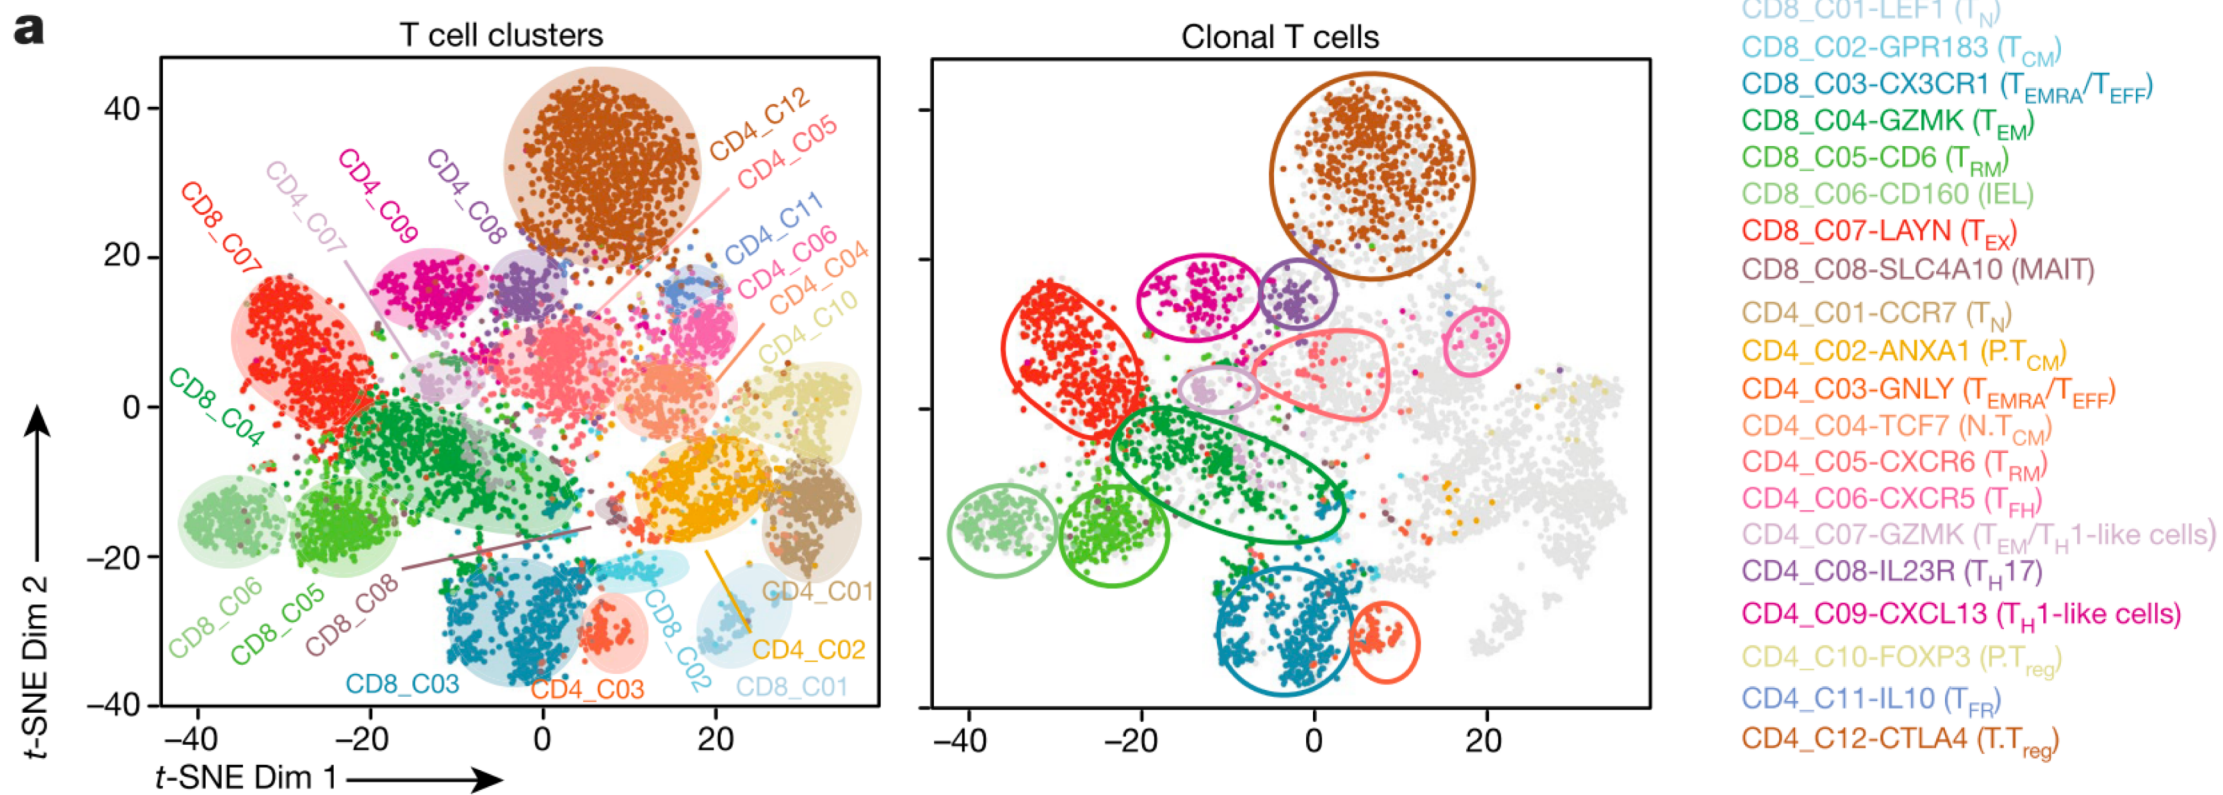 a
T cell clusters
Clonal T cells
CD4_C12
CD4_C05
CD4_C11
CD4_C06
CD4_C04
CD4_C10
CD4_C08
CD4_C09
CD4_C07
CD8_C07
CD8_C04
CD8_C06
CD8_C05
CD8_C08
CD8_C03
CD4_C03
CD8_C02
CD8_C01
CD4_C02
CD4_C01
40
20
0
−20
−40
t-SNE Dim 2
−40
−20
0
20
t-SNE Dim 1
−40
−20
0
20
CD8_C01-LEF1 (TN)
CD8_C02-GPR183 (TCM)
CD8_C03-CX3CR1 (TEMRA/TEFF)
CD8_C04-GZMK (TEM)
CD8_C05-CD6 (TRM)
CD8_C06-CD160 (IEL)
CD8_C07-LAYN (TEX)
CD8_C08-SLC4A10 (MAIT)
CD4_C01-CCR7 (TN)
CD4_C02-ANXA1 (P.TCM)
CD4_C03-GNLY (TEMRA/TEFF)
CD4_C04-TCF7 (N.TCM)
CD4_C05-CXCR6 (TRM)
CD4_C06-CXCR5 (TFH)
CD4_C07-GZMK (TEM/TH1-like cells)
CD4_C08-IL23R (TH17)
CD4_C09-CXCL13 (TH1-like cells)
CD4_C10-FOXP3 (P.Treg)
CD4_C11-IL10 (TFR)
CD4_C12-CTLA4 (T.Treg)